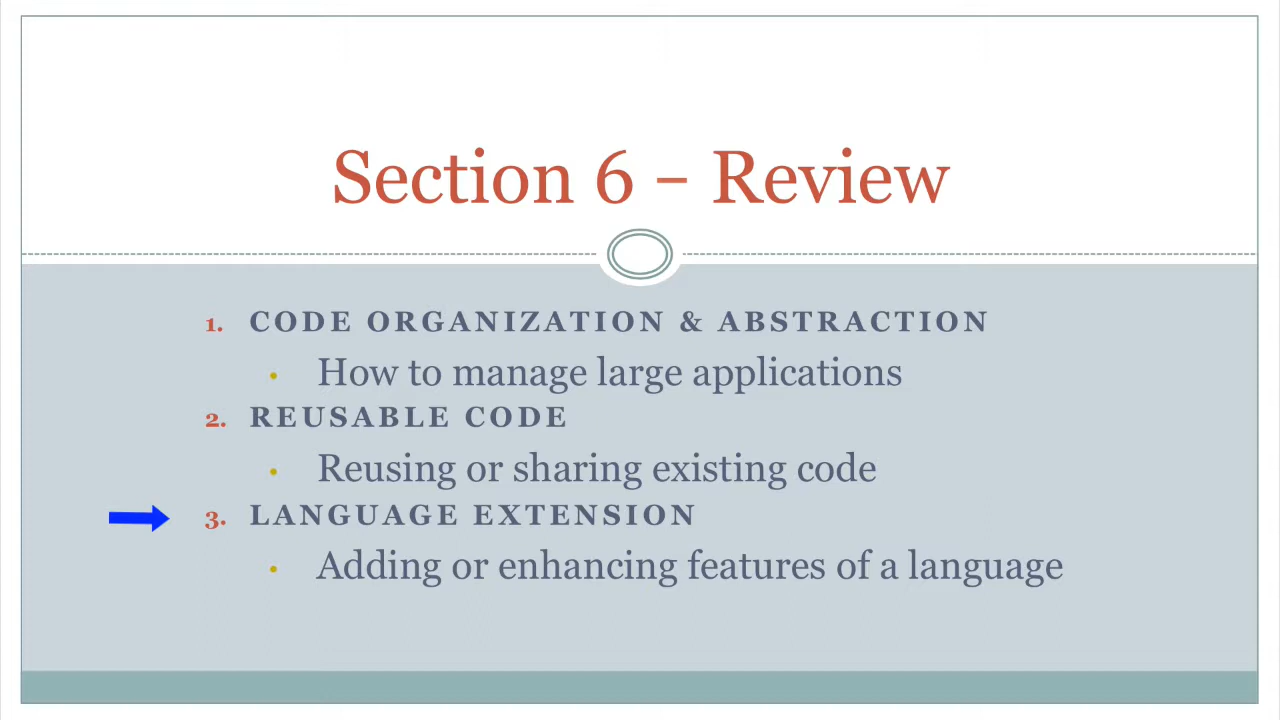 Section 6 – Review
1. CODE ORGANIZATION & ABSTRACTION
• How to manage large applications
2. REUSABLE CODE
• Reusing or sharing existing code
3. LANGUAGE EXTENSION
• Adding or enhancing features of a language